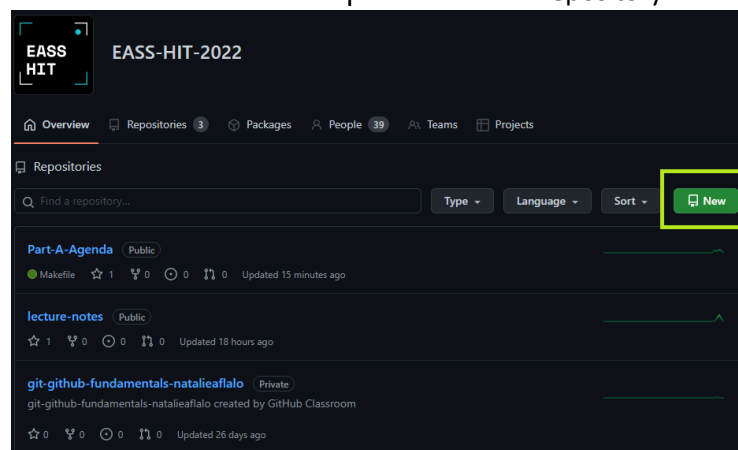 epository
EASS
HIT
EASS-HIT-2022
Overview Repositories 3 Packages People 39 Teams Projects
Repositories
Find a repository... Type Language Sort New
Part-A-Agenda Public
Makefile 1 0 0 0 Updated 15 minutes ago
lecture-notes Public
1 0 0 0 Updated 18 hours ago
git-github-fundamentals-natalieaflalo Private
git-github-fundamentals-natalieaflalo created by GitHub Classroom
0 0 0 0 Updated 26 days ago